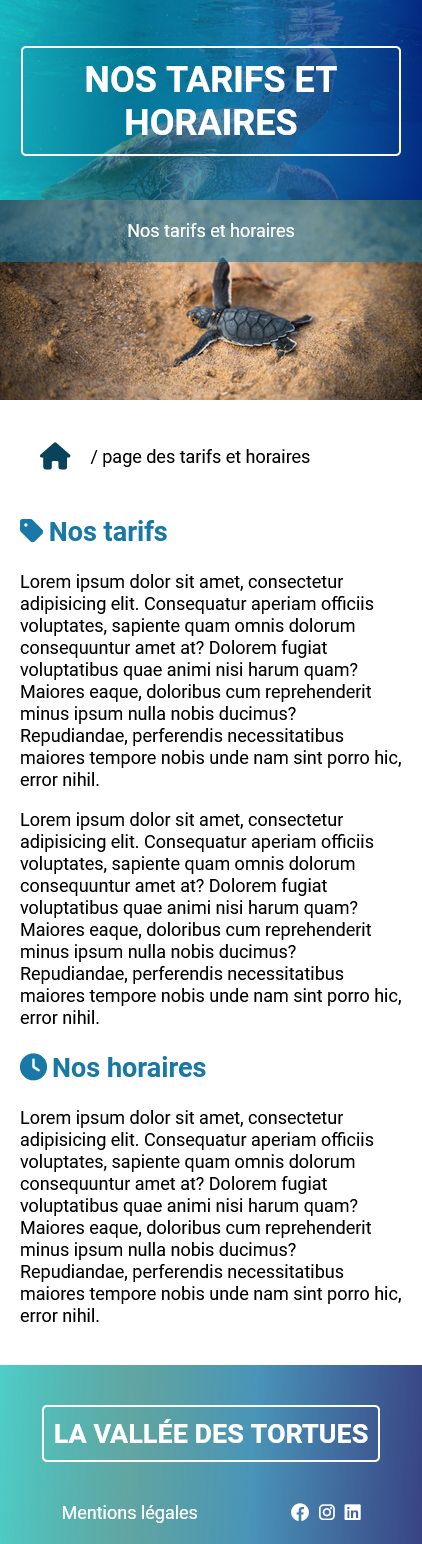 NOS TARIFS ET
HORAIRES
Nos tarifs et horaires
/ page des tarifs et horaires
Nos tarifs
Lorem ipsum dolor sit amet, consectetur
adipisicing elit. Consequatur aperiam officiis
voluptates, sapiente quam omnis dolorum
consequuntur amet at? Dolorem fugiat
voluptatibus quae animi nisi harum quam?
Maiores eaque, doloribus cum reprehenderit
minus ipsum nulla nobis ducimus?
Repudiandae, perferendis necessitatibus
maiores tempore nobis unde nam sint porro hic,
error nihil.
Lorem ipsum dolor sit amet, consectetur
adipisicing elit. Consequatur aperiam officiis
voluptates, sapiente quam omnis dolorum
consequuntur amet at? Dolorem fugiat
voluptatibus quae animi nisi harum quam?
Maiores eaque, doloribus cum reprehenderit
minus ipsum nulla nobis ducimus?
Repudiandae, perferendis necessitatibus
maiores tempore nobis unde nam sint porro hic,
error nihil.
Nos horaires
Lorem ipsum dolor sit amet, consectetur
adipisicing elit. Consequatur aperiam officiis
voluptates, sapiente quam omnis dolorum
consequuntur amet at? Dolorem fugiat
voluptatibus quae animi nisi harum quam?
Maiores eaque, doloribus cum reprehenderit
minus ipsum nulla nobis ducimus?
Repudiandae, perferendis necessitatibus
maiores tempore nobis unde nam sint porro hic,
error nihil.
LA VALLÉE DES TORTUES
Mentions légales